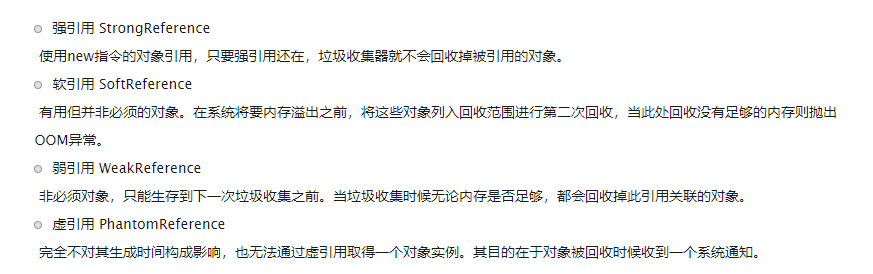 强引用 StrongReference
使用new指令的对象引用，只要强引用还在，垃圾收集器就不会回收掉被引用的对象。
软引用 SoftReference
有用但并非必须的对象。在系统将要内存溢出之前，将这些对象列入回收范围进行第二次回收，当此处回收没有足够的内存则抛出
OOM异常。
弱引用 WeakReference
非必须对象，只能生存到下一次垃圾收集之前。当垃圾收集时候无论内存是否足够，都会回收掉此引用关联的对象。
虚引用 PhantomReference
完全不对其生成时间构成影响，也无法通过虚引用取得一个对象实例。其目的在于对象被回收时候收到一个系统通知。